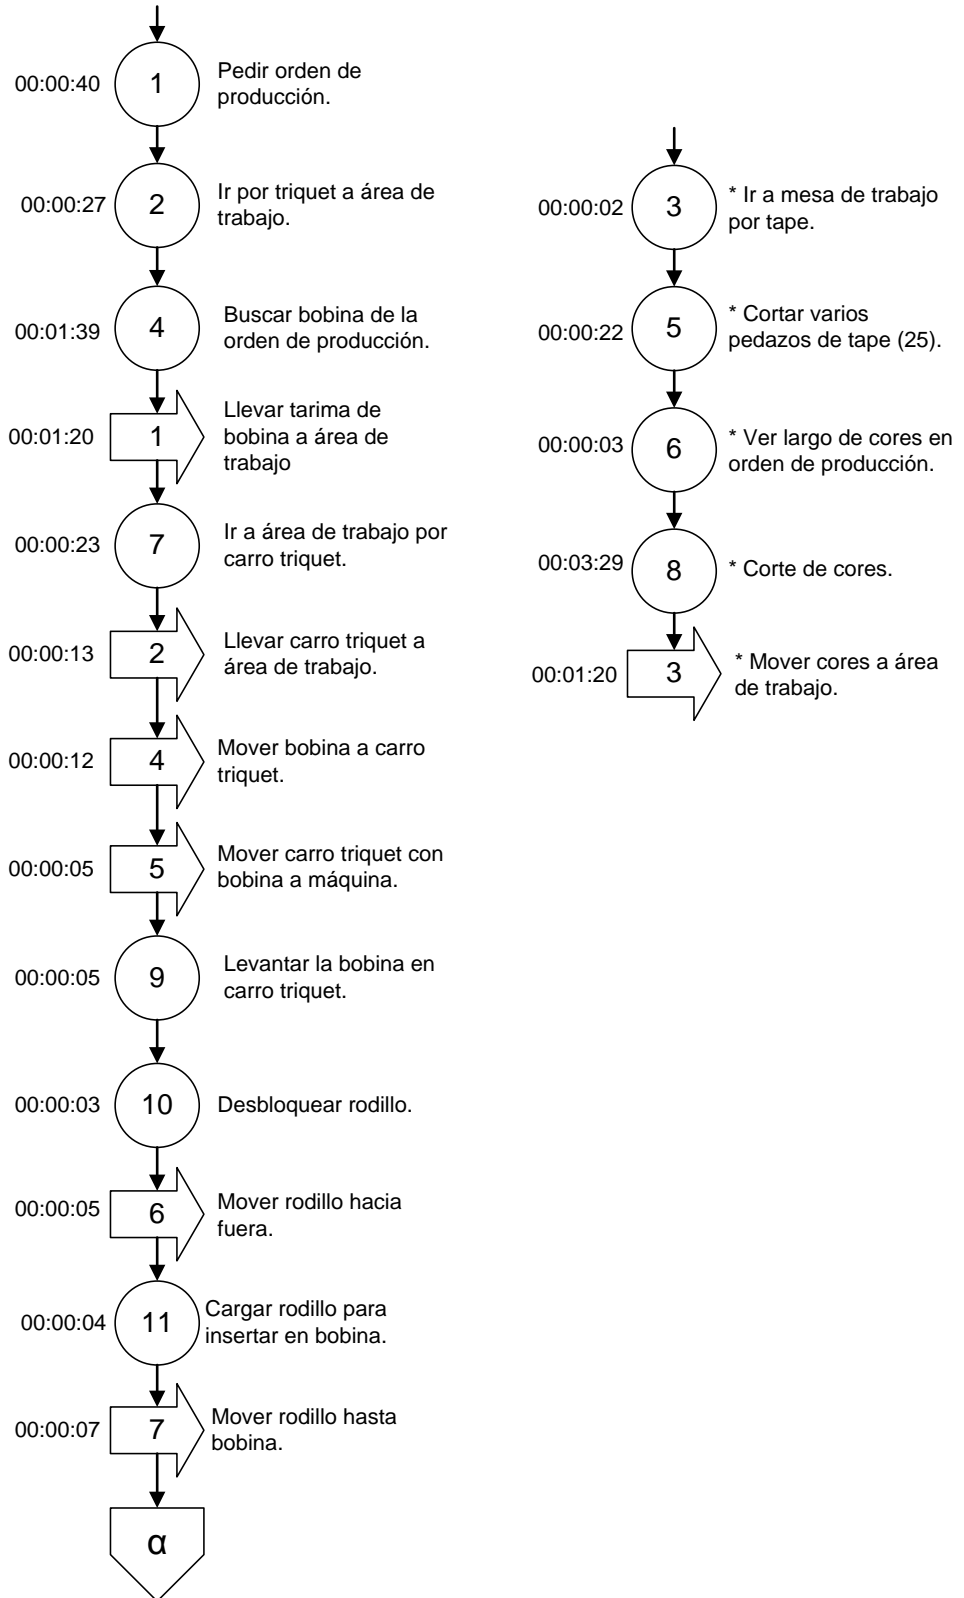 00:00:40
1
Pedir orden de
producción.
00:00:27
2
Ir por triquet a área de
trabajo.
00:01:39
4
Buscar bobina de la
orden de producción.
00:01:20
1
Llevar tarima de
bobina a área de
trabajo
00:00:23
7
Ir a área de trabajo por
carro triquet.
00:00:13
2
Llevar carro triquet a
área de trabajo.
00:00:12
4
Mover bobina a carro
triquet.
00:00:05
5
Mover carro triquet con
bobina a máquina.
00:00:05
9
Levantar la bobina en
carro triquet.
00:00:03
10
Desbloquear rodillo.
00:00:05
6
Mover rodillo hacia
fuera.
00:00:04
11
Cargar rodillo para
insertar en bobina.
00:00:07
7
Mover rodillo hasta
bobina.
α
00:00:02
3
* Ir a mesa de trabajo
por tape.
00:00:22
5
* Cortar varios
pedazos de tape (25).
00:00:03
6
* Ver largo de cores en
orden de producción.
00:03:29
8
* Corte de cores.
00:01:20
3
* Mover cores a área
de trabajo.